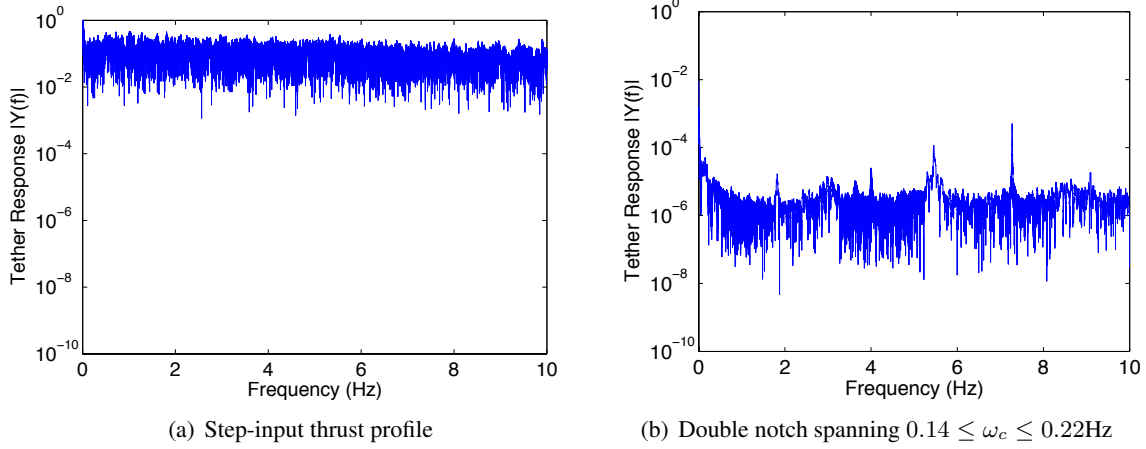 10^0
10^-2
10^-4
10^-6
10^-8
10^-10
0 2 4 6 8 10
Tether Response |Y(f)|
Frequency (Hz)
(a) Step-input thrust profile
10^0
10^-2
10^-4
10^-6
10^-8
10^-10
0 2 4 6 8 10
Tether Response |Y(f)|
Frequency (Hz)
(b) Double notch spanning 0.14 ≤ ω_c ≤ 0.22Hz